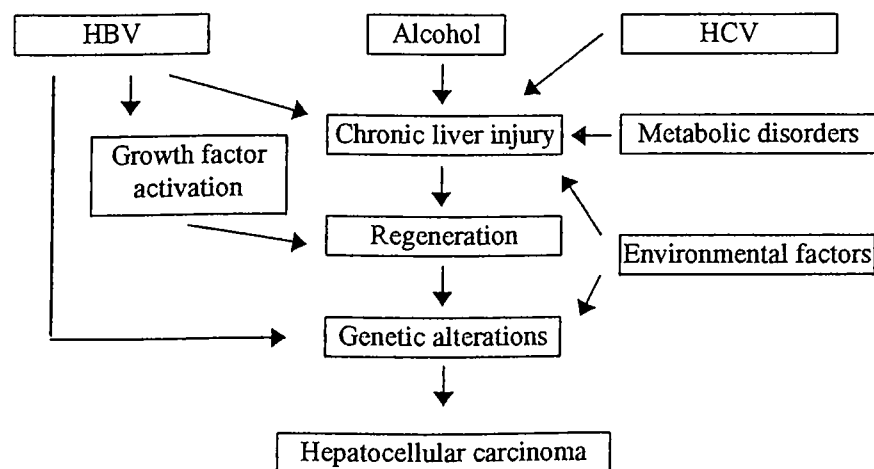 HBV
Alcohol
HCV
Chronic liver injury
Metabolic disorders
Growth factor
activation
Regeneration
Environmental factors
Genetic alterations
Hepatocellular carcinoma